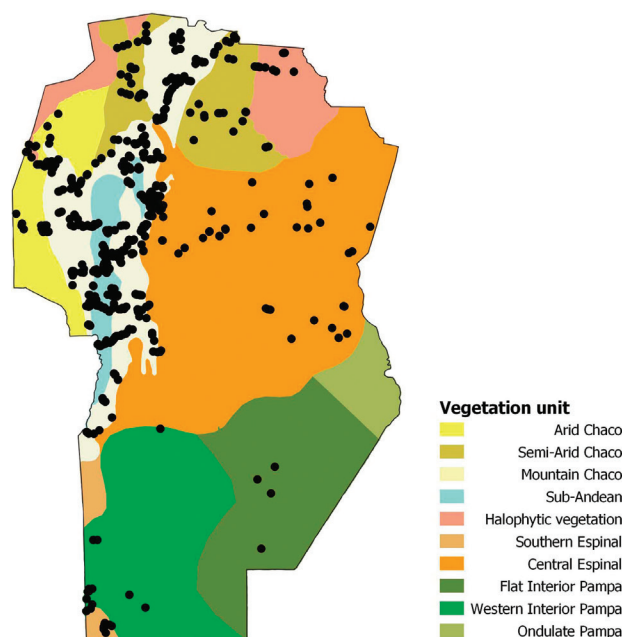 Vegetation unit
Arid Chaco
Semi-Arid Chaco
Mountain Chaco
Sub-Andean
Halophytic vegetation
Southern Espinal
Central Espinal
Flat Interior Pampa
Western Interior Pampa
Ondulate Pampa